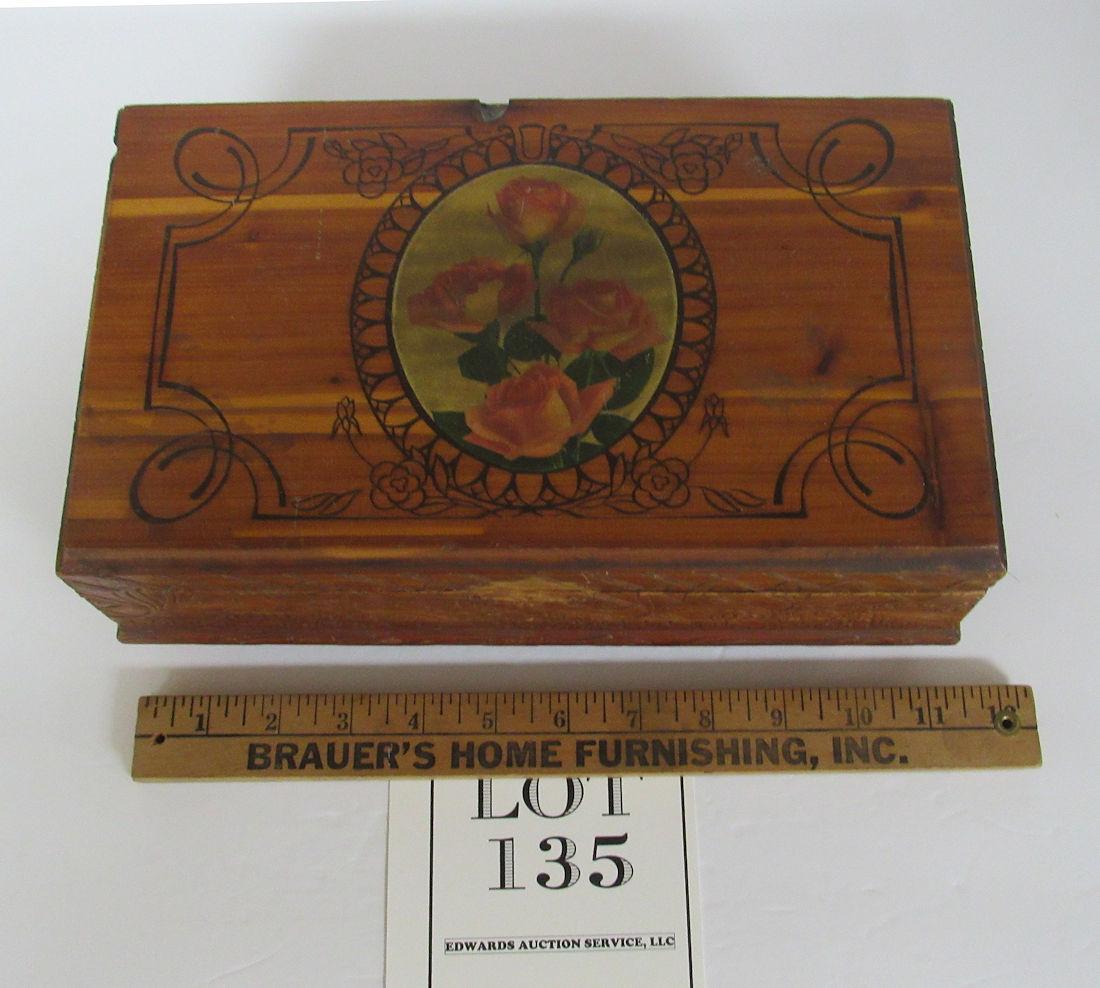 1 2 3 4 5 6 7 8 9 10 11 12
BRAUER'S HOME FURNISHING, INC.
LOT
135
EDWARDS AUCTION SERVICE, LLC